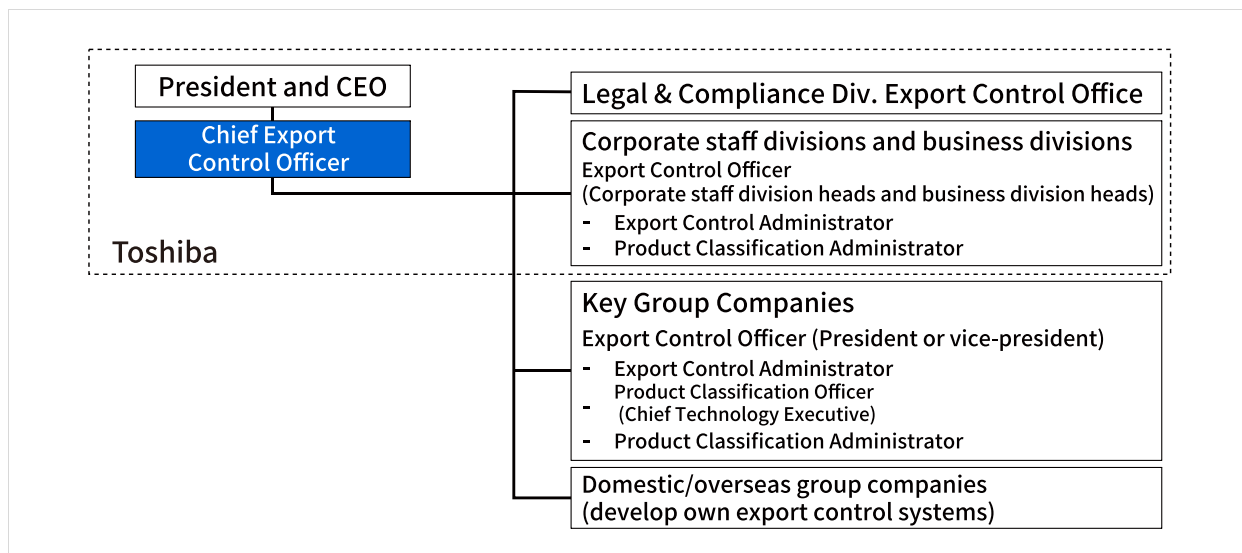 President and CEO
Chief Export
Control Officer
Toshiba
Legal & Compliance Div. Export Control Office
Corporate staff divisions and business divisions
Export Control Officer
(Corporate staff division heads and business division heads)
- Export Control Administrator
- Product Classification Administrator
Key Group Companies
Export Control Officer (President or vice-president)
- Export Control Administrator
- Product Classification Officer
(Chief Technology Executive)
- Product Classification Administrator
Domestic/overseas group companies
(develop own export control systems)